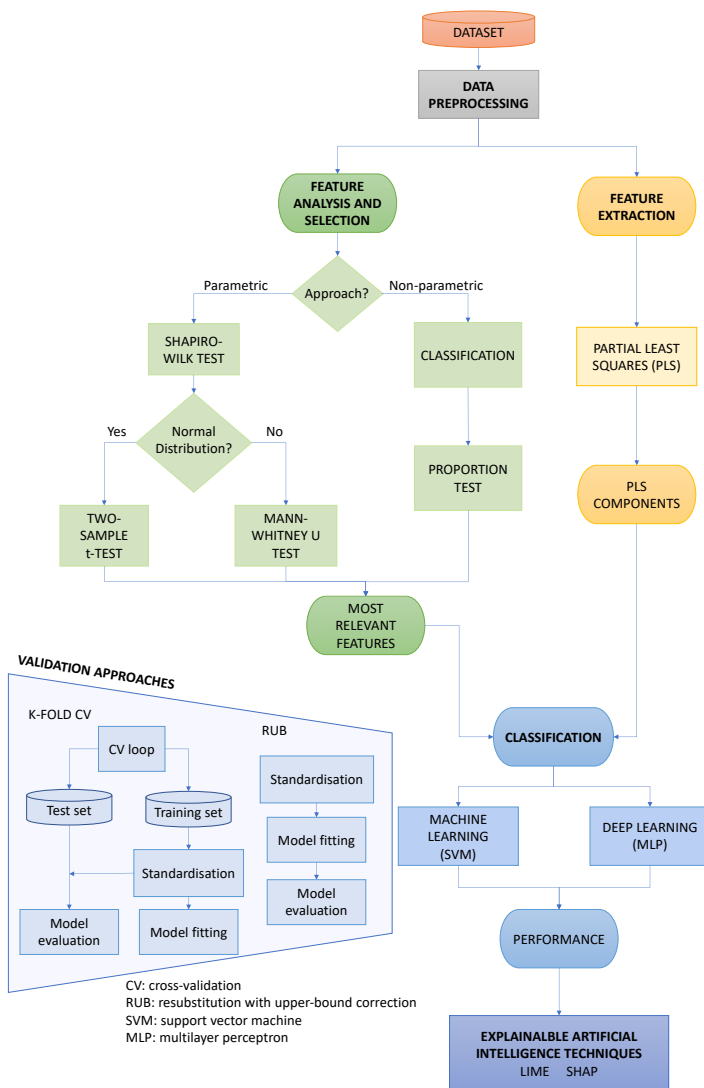 DATASET
DATA
PREPROCESSING
FEATURE
ANALYSIS AND
SELECTION
FEATURE
EXTRACTION
Parametric
Approach?
Non-parametric
SHAPIRO-
WILK TEST
CLASSIFICATION
PARTIAL LEAST
SQUARES (PLS)
Yes
Normal
Distribution?
No
PROPORTION
TEST
PLS
COMPONENTS
TWO-
SAMPLE
t-TEST
MANN-
WHITNEY U
TEST
MOST
RELEVANT
FEATURES
VALIDATION APPROACHES
K-FOLD CV
CV loop
Test set
Training set
Standardisation
Model
evaluation
Model fitting
RUB
Standardisation
Model fitting
Model
evaluation
CLASSIFICATION
MACHINE
LEARNING
(SVM)
DEEP LEARNING
(MLP)
PERFORMANCE
CV: cross-validation
RUB: resubstitution with upper-bound correction
SVM: support vector machine
MLP: multilayer perceptron
EXPLAINALBLE ARTIFICIAL
INTELLIGENCE TECHNIQUES
LIME SHAP